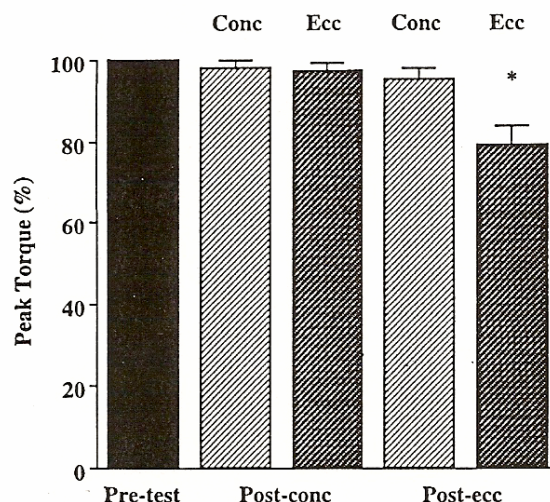 Conc Ecc Conc Ecc
100
*
80
60
40
20
0
Peak Torque (%)
Pre-test Post-conc Post-ecc